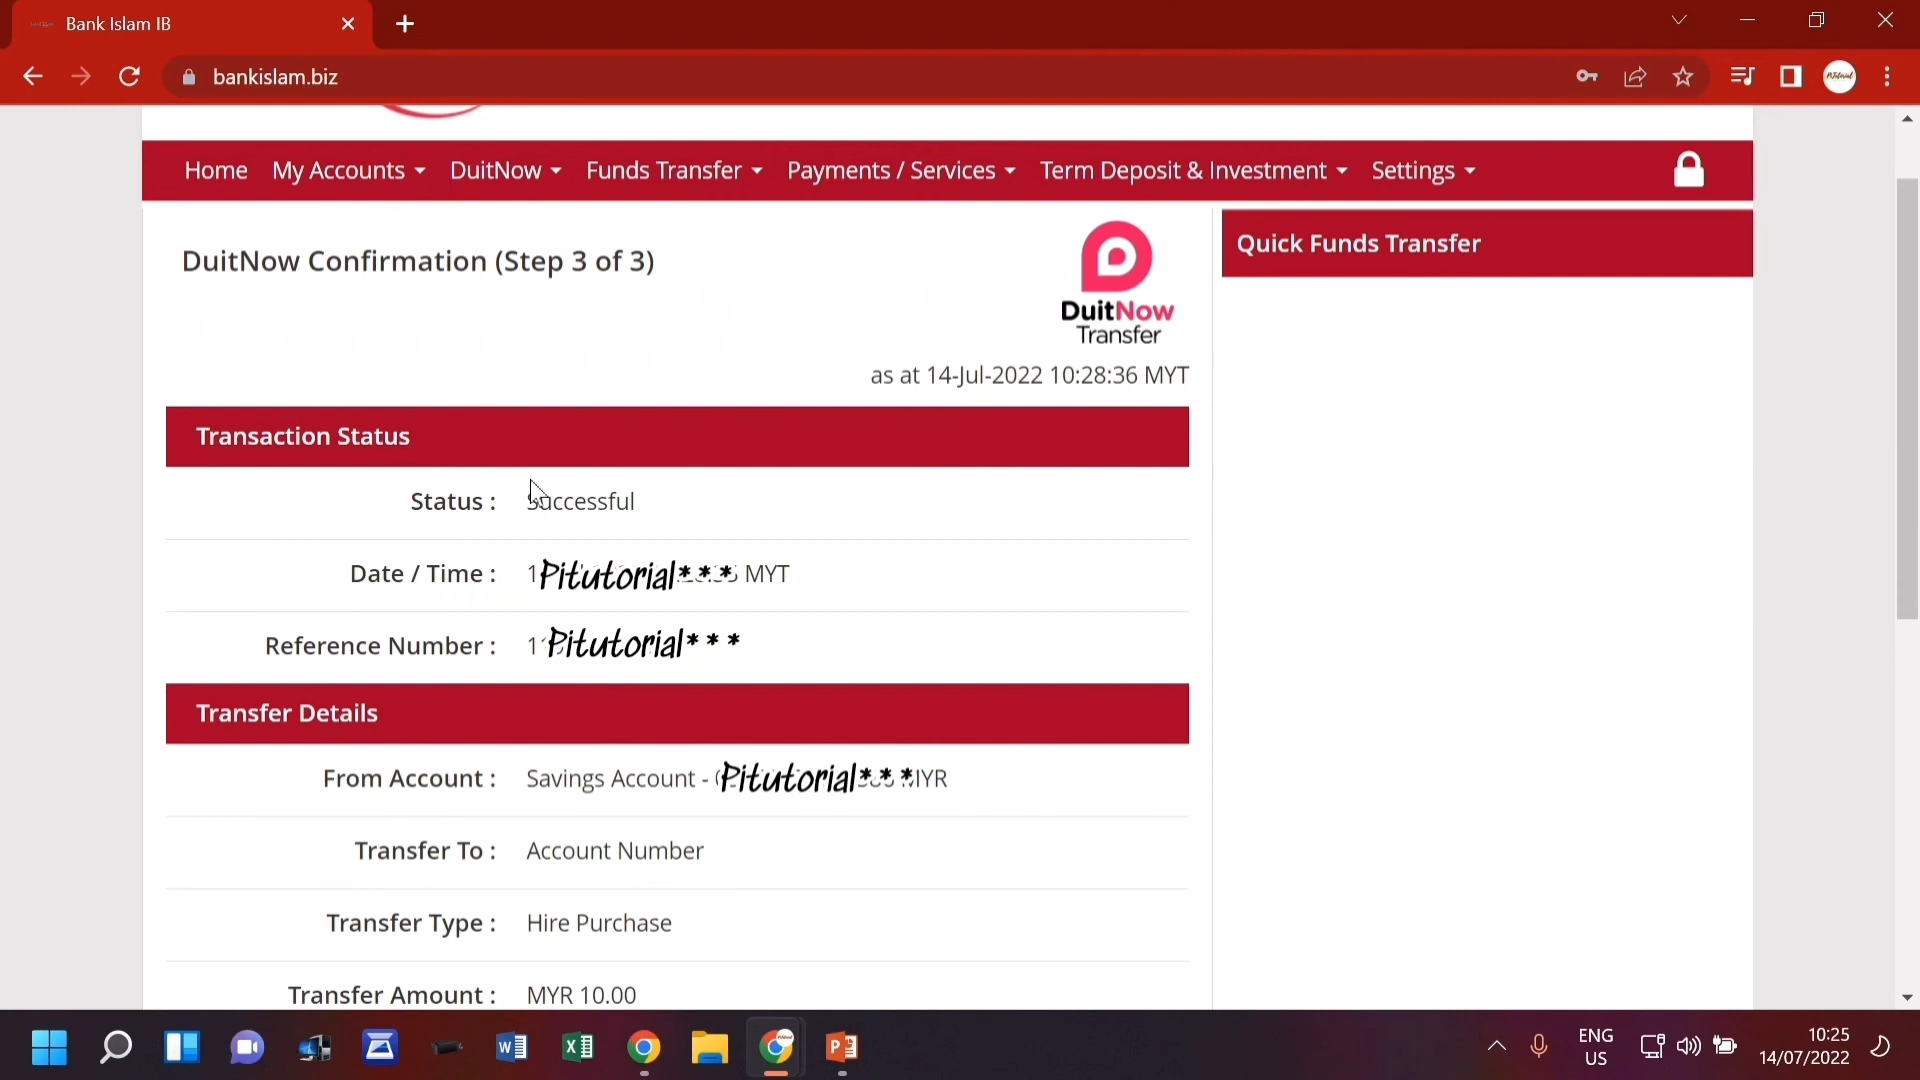 Bank Islam IB
bankislam.biz
Home My Accounts DuitNow Funds Transfer Payments / Services Term Deposit & Investment Settings
DuitNow Confirmation (Step 3 of 3)
Quick Funds Transfer
DuitNow
Transfer
as at 14-Jul-2022 10:28:36 MYT
Transaction Status
Status : Successful
Date / Time : 1 Pitutorial*** MYT
Reference Number : 1 Pitutorial***
Transfer Details
From Account : Savings Account - Pitutorial***
Transfer To : Account Number
Transfer Type : Hire Purchase
Transfer Amount : MYR 10.00
ENG
US
10:25
14/07/2022